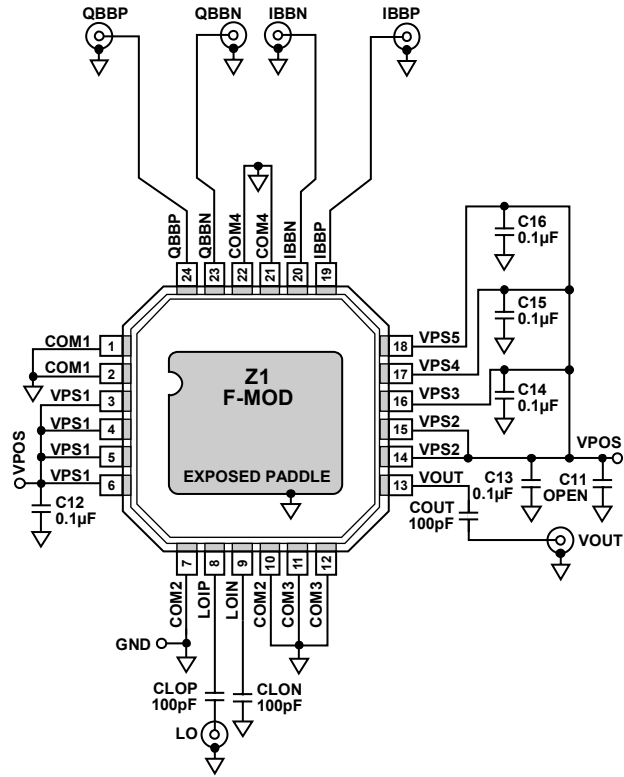 QBBP
QBBN
IBBN
IBBP
QBBP
QBBN
COM4
COM4
IBBN
IBBP
24
23
22
21
20
19
C16
0.1µF
C15
0.1µF
C14
0.1µF
COM1
1
COM1
2
VPS1
3
VPS1
4
VPS1
5
VPS1
6
VPOS
C12
0.1µF
Z1
F-MOD
EXPOSED PADDLE
18
VPS5
17
VPS4
16
VPS3
15
VPS2
14
VPS2
13
VOUT
VPOS
C13
0.1µF
C11
OPEN
COUT
100pF
VOUT
7
8
9
10
11
12
COM2
LOIP
LOIN
COM2
COM3
COM3
GND
CLOP
100pF
CLON
100pF
LO